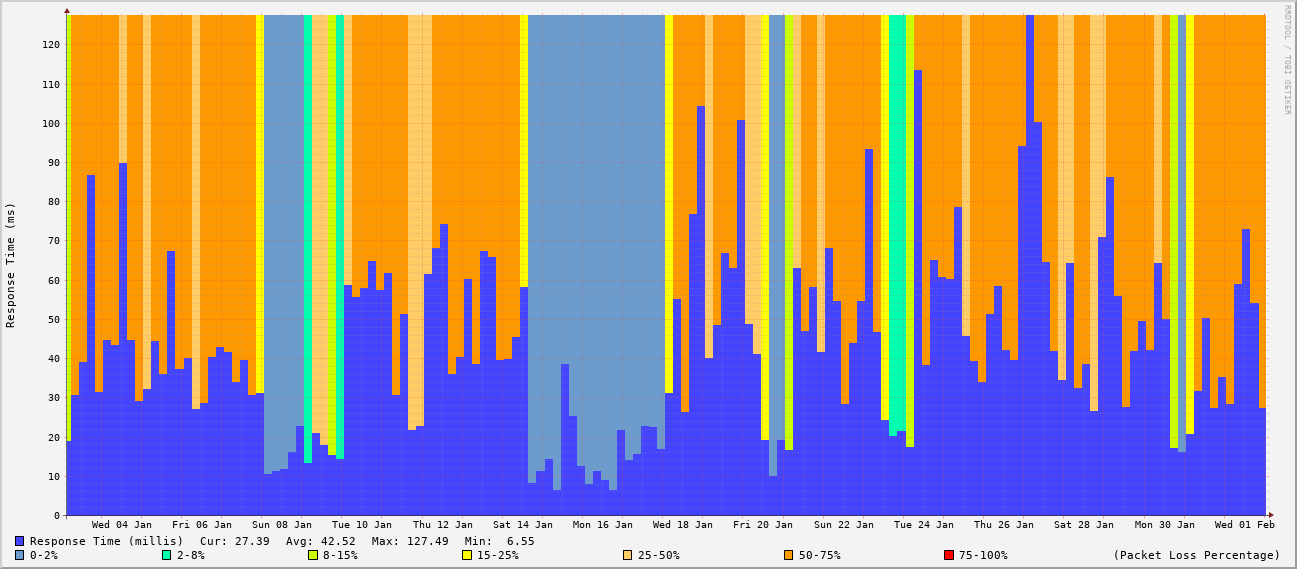 RRDTOOL / TOBI OETIKER
Response Time (ms)
120
110
100
90
80
70
60
50
40
30
20
10
0
Wed 04 Jan Fri 06 Jan Sun 08 Jan Tue 10 Jan Thu 12 Jan Sat 14 Jan Mon 16 Jan Wed 18 Jan Fri 20 Jan Sun 22 Jan Tue 24 Jan Thu 26 Jan Sat 28 Jan Mon 30 Jan Wed 01 Feb
Response Time (millis) Cur: 27.39 Avg: 42.52 Max: 127.49 Min: 6.55
0-2% 2-8% 8-15% 15-25% 25-50% 50-75% 75-100% (Packet Loss Percentage)